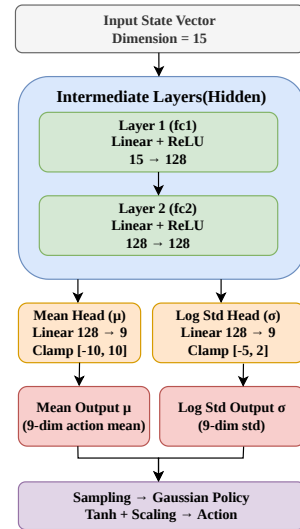 Input State Vector
Dimension = 15
Intermediate Layers(Hidden)
Layer 1 (fc1)
Linear + ReLU
15 → 128
Layer 2 (fc2)
Linear + ReLU
128 → 128
Mean Head (μ)
Linear 128 → 9
Clamp [-10, 10]
Log Std Head (σ)
Linear 128 → 9
Clamp [-5, 2]
Mean Output μ
(9-dim action mean)
Log Std Output σ
(9-dim std)
Sampling → Gaussian Policy
Tanh + Scaling → Action